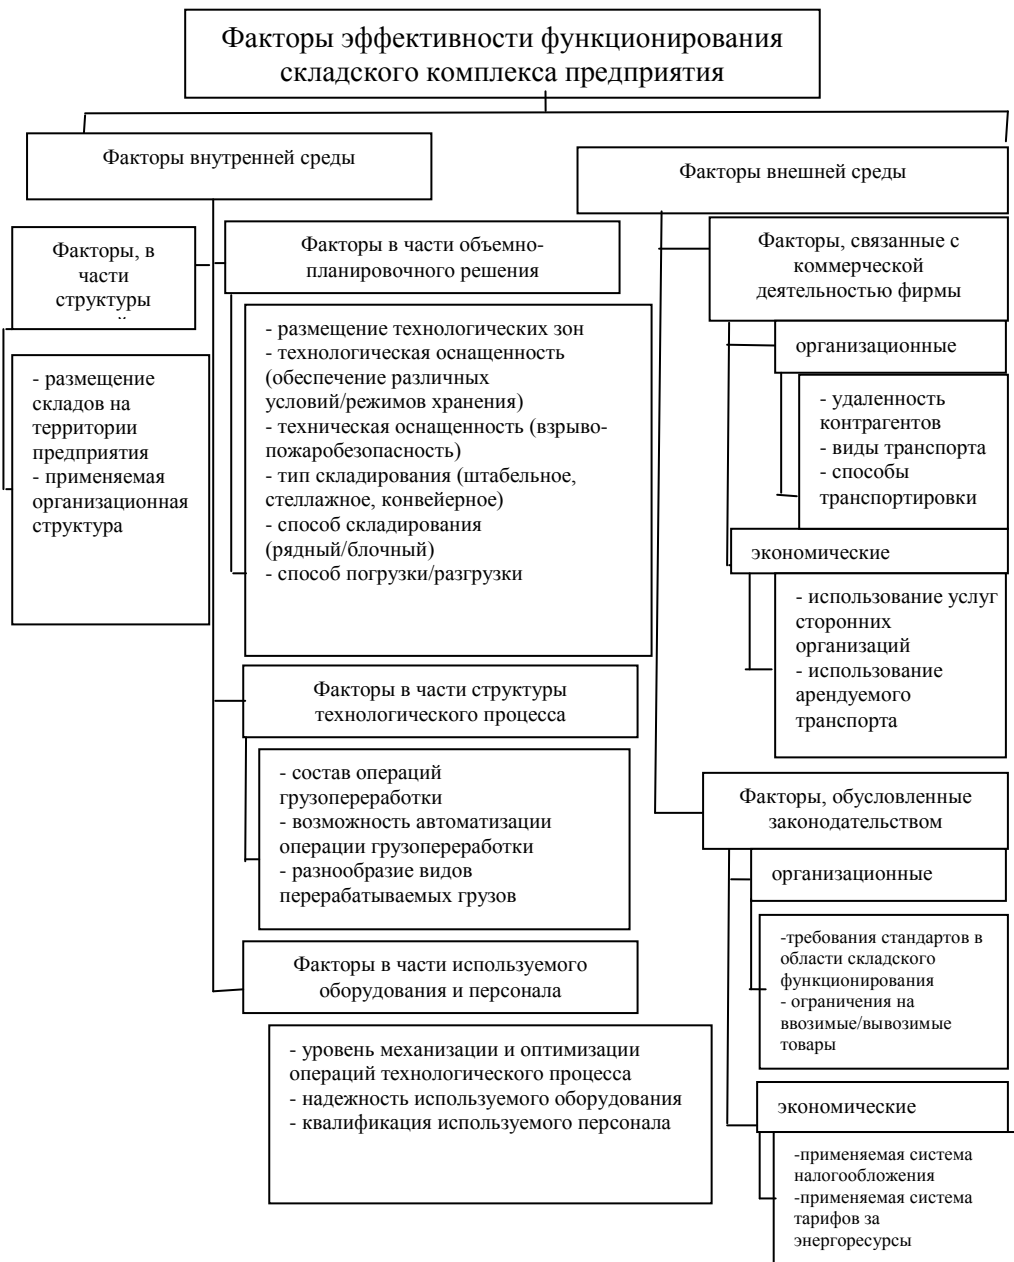 Факторы эффективности функционирования
складского комплекса предприятия
Факторы внутренней среды
Факторы, в
части
структуры
- размещение
складов на
территории
предприятия
- применяемая
организационная
структура
Факторы в части объемно-
планировочного решения
- размещение технологических зон
- технологическая оснащенность
(обеспечение различных
условий/режимов хранения)
- техническая оснащенность (взрыво-
пожаробезопасность)
- тип складирования (штабельное,
стеллажное, конвейерное)
- способ складирования
(рядный/блочный)
- способ погрузки/разгрузки
Факторы в части структуры
технологического процесса
- состав операций
грузопереработки
- возможность автоматизации
операции грузопереработки
- разнообразие видов
перерабатываемых грузов
Факторы в части используемого
оборудования и персонала
- уровень механизации и оптимизации
операций технологического процесса
- надежность используемого оборудования
- квалификация используемого персонала
Факторы внешней среды
Факторы, связанные с
коммерческой
деятельностью фирмы
организационные
- удаленность
контрагентов
- виды транспорта
- способы
транспортировки
экономические
- использование услуг
сторонних
организаций
- использование
арендуемого
транспорта
Факторы, обусловленные
законодательством
организационные
-требования стандартов в
области складского
функционирования
- ограничения на
ввозимые/вывозимые
товары
экономические
-применяемая система
налогообложения
-применяемая система
тарифов за
энергоресурсы